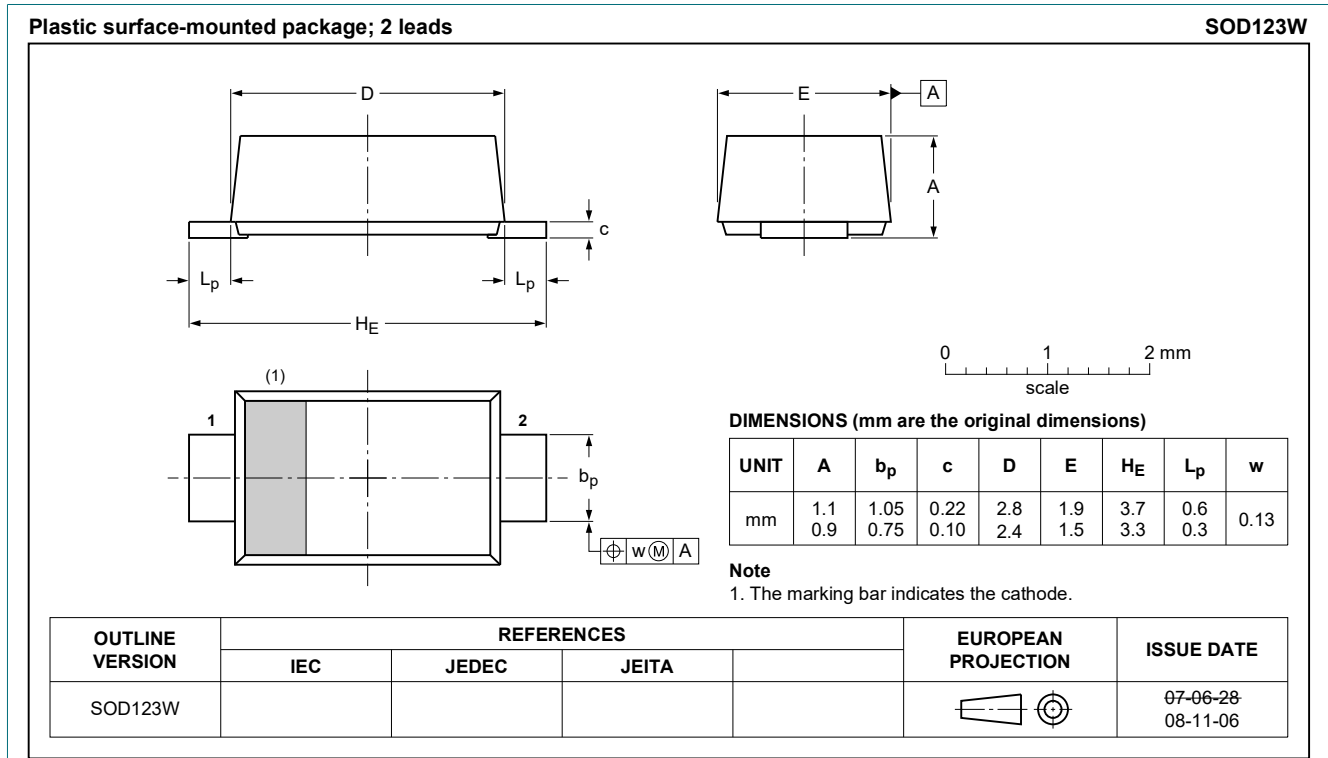 Plastic surface-mounted package; 2 leads SOD123W
D
E
A
A
c
Lp
Lp
HE
(1)
1
2
bp
w Ⓜ A
0 1 2 mm
scale
DIMENSIONS (mm are the original dimensions)
UNIT A bp c D E HE Lp w
mm 1.1 1.05 0.22 2.8 1.9 3.7 0.6 0.13
0.9 0.75 0.10 2.4 1.5 3.3 0.3
Note
1. The marking bar indicates the cathode.
OUTLINE VERSION REFERENCES EUROPEAN PROJECTION ISSUE DATE
IEC JEDEC JEITA
SOD123W 07-06-28
08-11-06